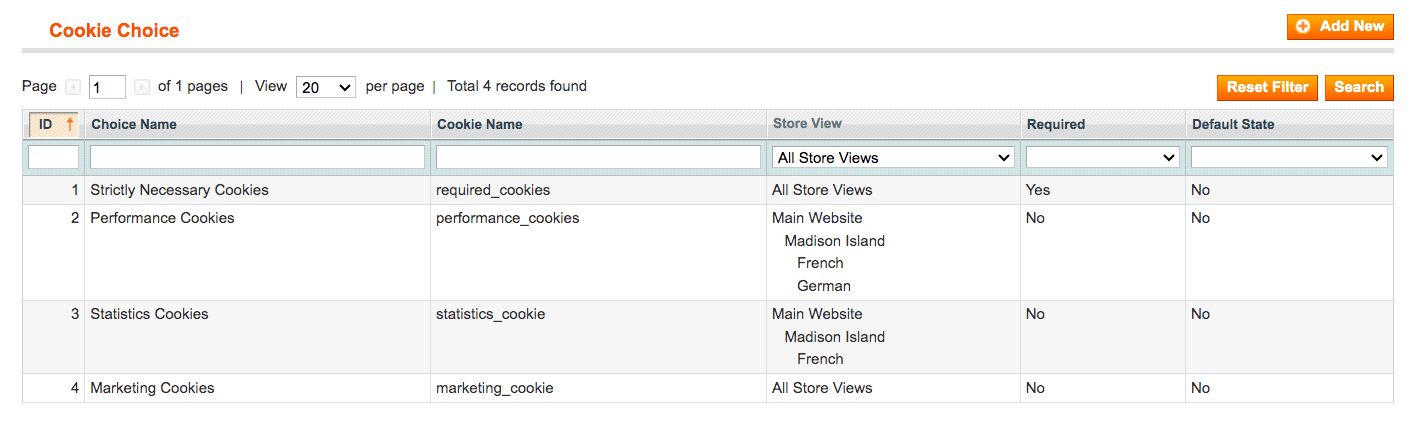 Cookie Choice
Add New
Page 1 of 1 pages | View 20 per page | Total 4 records found
Reset Filter Search
ID Choice Name Cookie Name Store View Required Default State
All Store Views
1 Strictly Necessary Cookies required_cookies All Store Views Yes No
2 Performance Cookies performance_cookies Main Website No No
Madison Island
French
German
3 Statistics Cookies statistics_cookie Main Website No No
Madison Island
French
4 Marketing Cookies marketing_cookie All Store Views No No